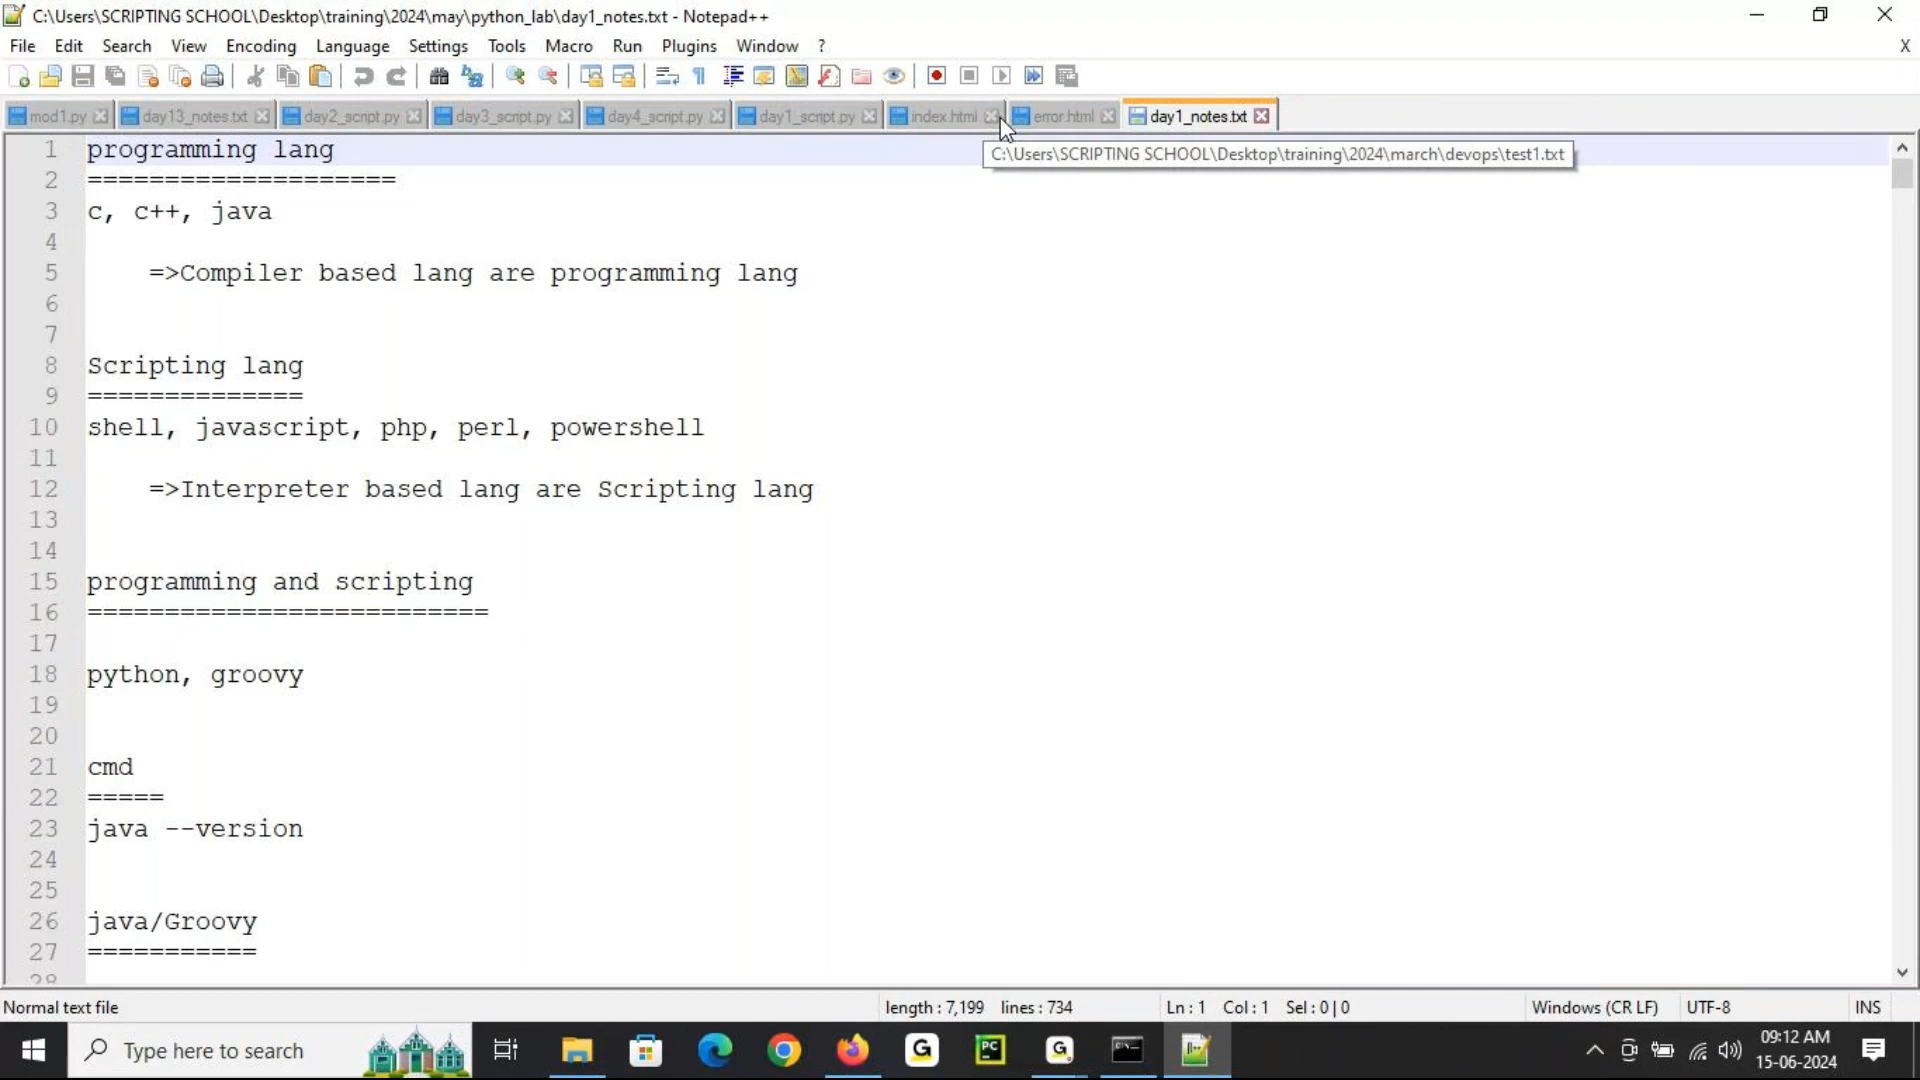 C:\Users\SCRIPTING SCHOOL\Desktop\training\2024\may\python_lab\day1_notes.txt - Notepad++
File Edit Search View Encoding Language Settings Tools Macro Run Plugins Window ? X
mod1.py day13_notes.txt day2_script.py day3_script.py day4_script.py day1_script.py index.html error.html day1_notes.txt
C:\Users\SCRIPTING SCHOOL\Desktop\training\2024\march\devops\test1.txt
1 programming lang
2 ====================
3 c, c++, java
4
5 =>Compiler based lang are programming lang
6
7
8 Scripting lang
9 ==============
10 shell, javascript, php, perl, powershell
11
12 =>Interpreter based lang are Scripting lang
13
14
15 programming and scripting
16 ==========================
17
18 python, groovy
19
20
21 cmd
22 =====
23 java --version
24
25
26 java/Groovy
27 ===========
28
Normal text file length : 7,199 lines : 734 Ln : 1 Col : 1 Sel : 0 | 0 Windows (CR LF) UTF-8 INS
Type here to search
09:12 AM
15-06-2024